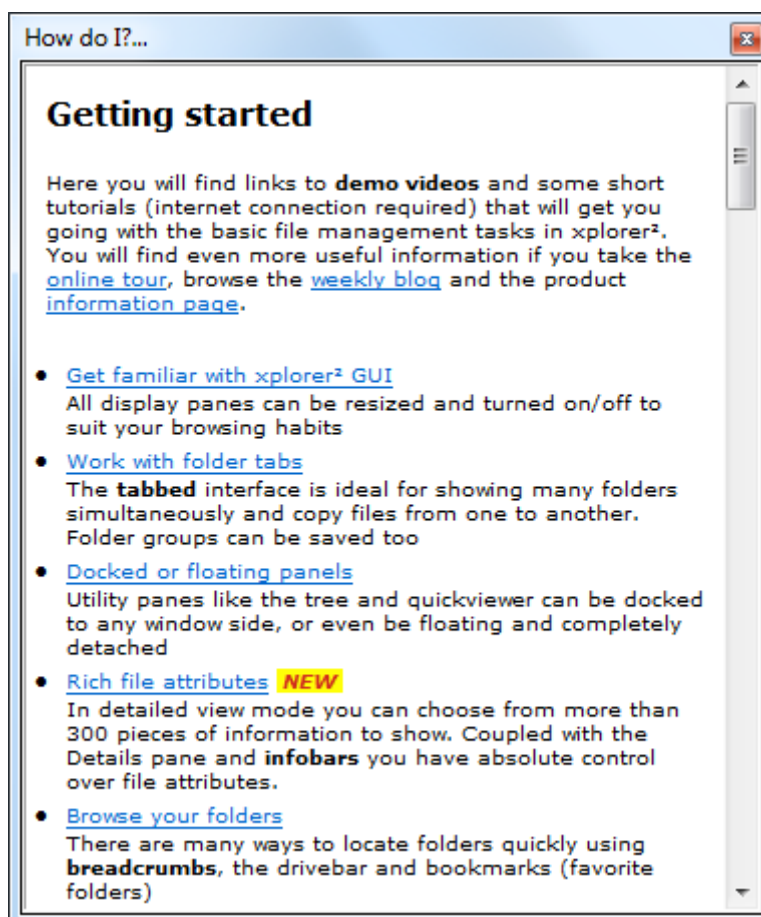 How do I?...
Getting started
Here you will find links to demo videos and some short
tutorials (internet connection required) that will get you
going with the basic file management tasks in xplorer².
You will find even more useful information if you take the
online tour, browse the weekly blog and the product
information page.
• Get familiar with xplorer² GUI
All display panes can be resized and turned on/off to
suit your browsing habits
• Work with folder tabs
The tabbed interface is ideal for showing many folders
simultaneously and copy files from one to another.
Folder groups can be saved too
• Docked or floating panels
Utility panes like the tree and quickviewer can be docked
to any window side, or even be floating and completely
detached
• Rich file attributes NEW
In detailed view mode you can choose from more than
300 pieces of information to show. Coupled with the
Details pane and infobars you have absolute control
over file attributes.
• Browse your folders
There are many ways to locate folders quickly using
breadcrumbs, the drivebar and bookmarks (favorite
folders)